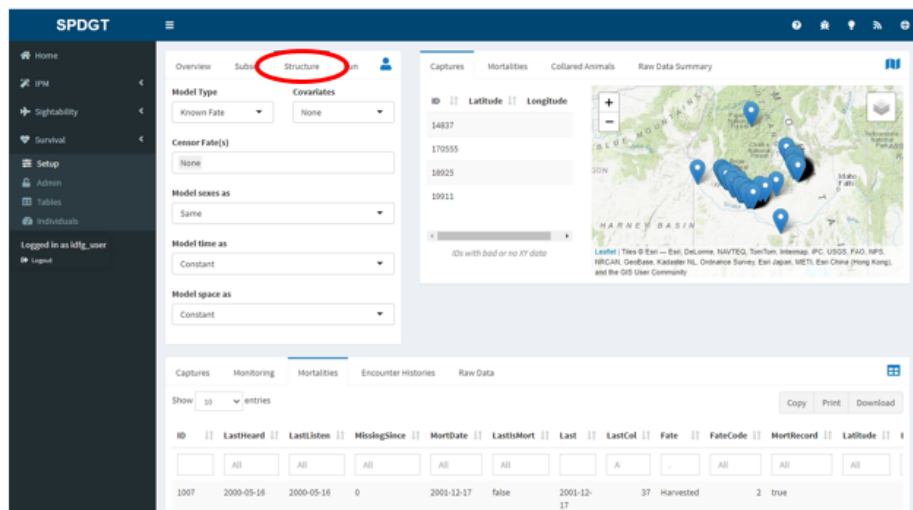 SPDGT
Home
IPM
Sightability
Survival
Setup
Admin
Tables
Individuals
Logged in as idfg_user
Logout
Overview Structure
Model Type Covariates
Known Fate None
Censor Fate(s)
None
Model sexes as
Same
Model time as
Constant
Model space as
Constant
Captures Mortalities Collared Animals Raw Data Summary
ID Latitude Longitude
14837
170555
18925
19911
IDs with bad or no XY data
+
−
BLUE MOUNTAINS
Idaho Falls
HARNEY BASIN
Leaflet | Tiles © Esri — Esri, DeLorme, NAVTEQ, TomTom, Intermap, iPC, USGS, FAO, NPS,
NRCAN, GeoBase, Kadaster NL, Ordnance Survey, Esri Japan, METI, Esri China (Hong Kong),
and the GIS User Community
Captures Monitoring Mortalities Encounter Histories Raw Data
Show 10 entries
Copy Print Download
ID LastHeard LastListen MissingSince MortDate LastIsMort Last LastCol Fate FateCode MortRecord Latitude
All All All All All A All All All
1007 2000-05-16 2000-05-16 0 2001-12-17 false 2001-12-
17 37 Harvested 2 true